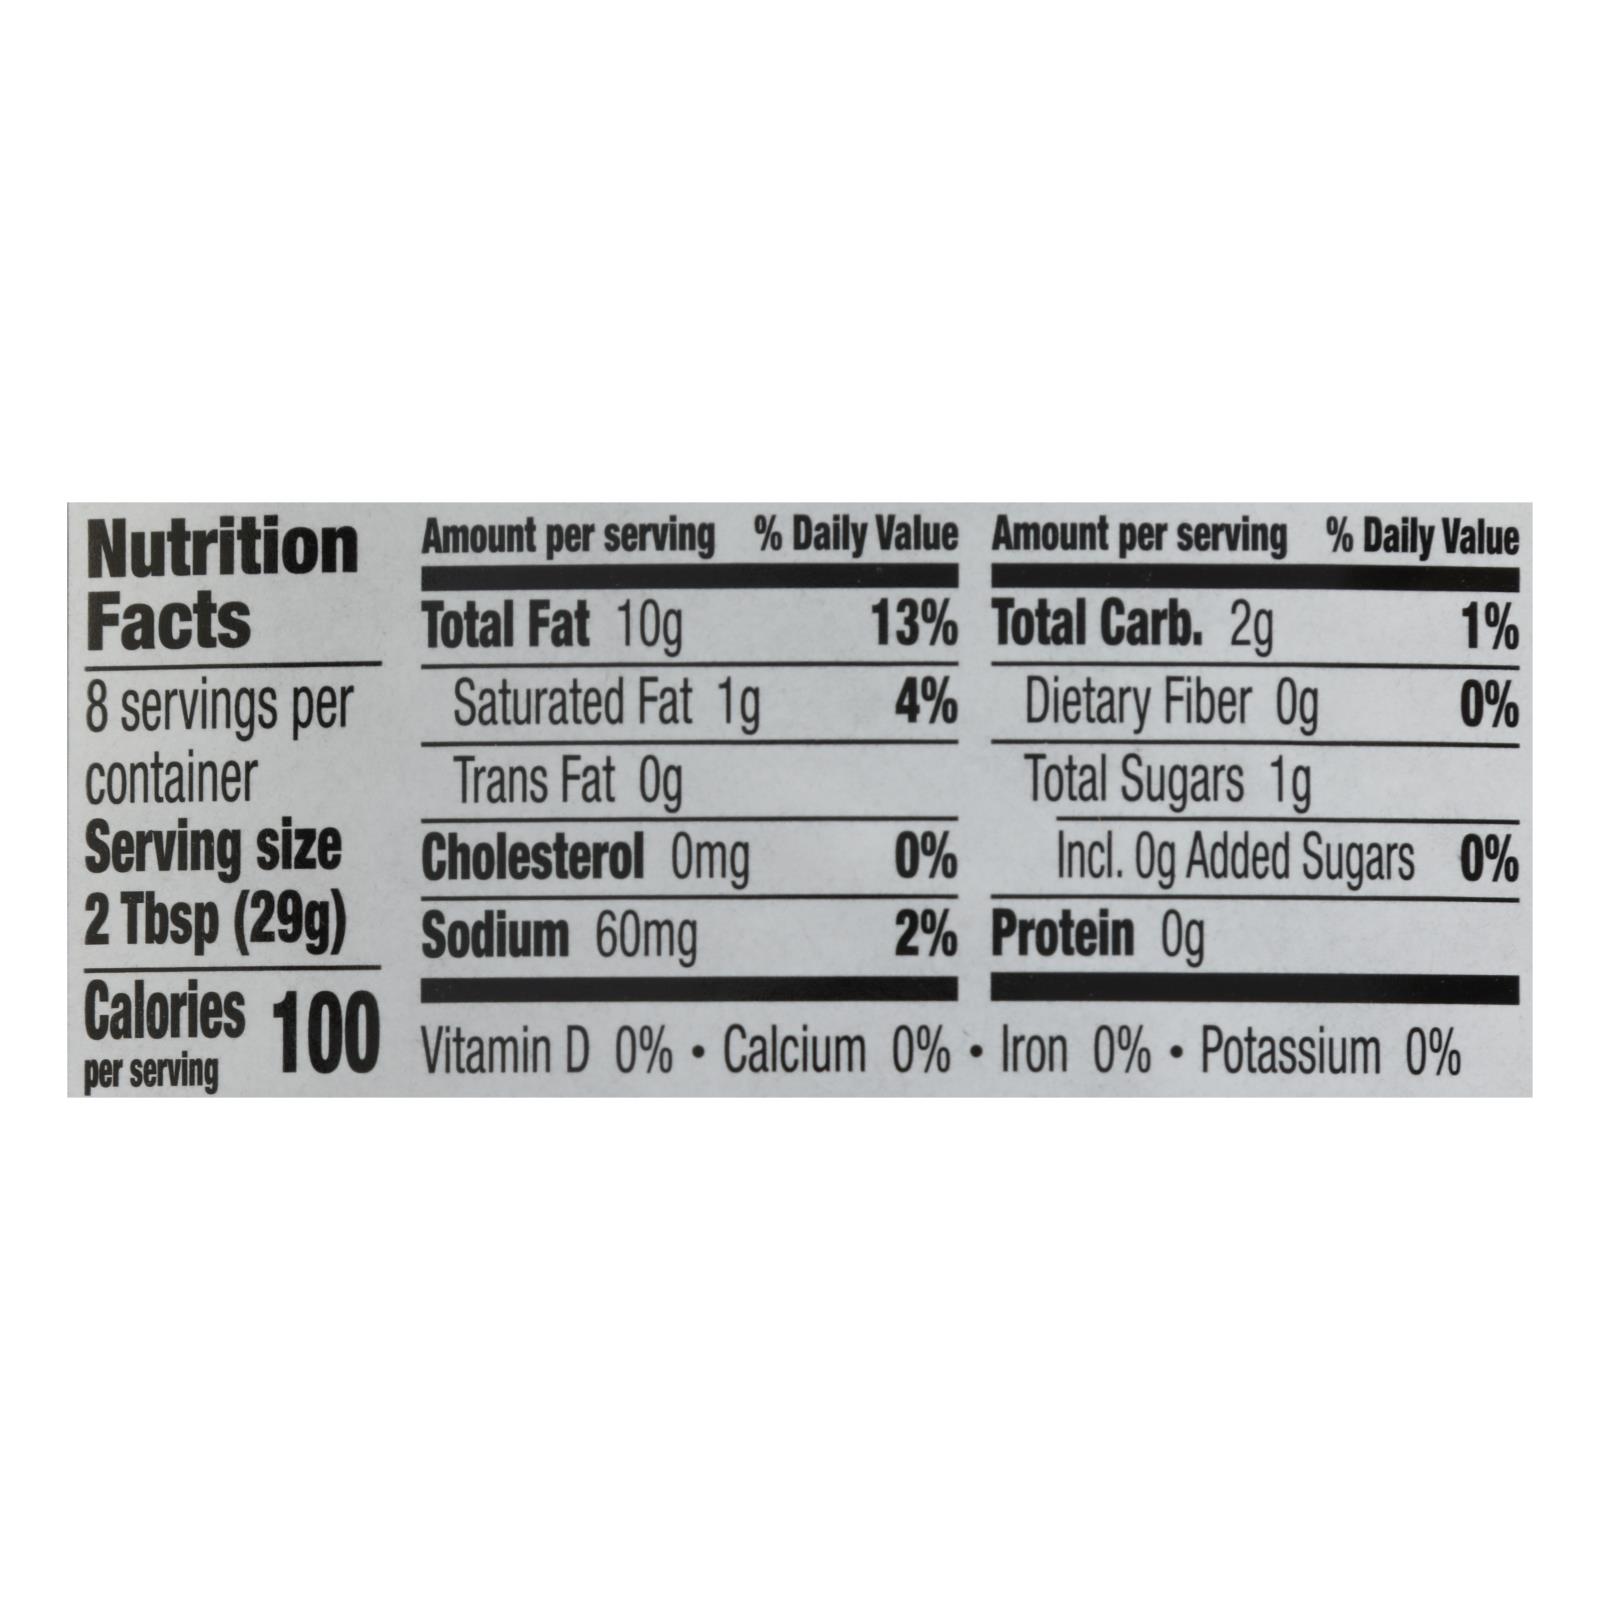 Nutrition
Facts
8 servings per
container
Serving size
2 Tbsp (29g)
Calories 100
per serving
Amount per serving % Daily Value
Total Fat 10g 13%
Saturated Fat 1g 4%
Trans Fat 0g
Cholesterol 0mg 0%
Sodium 60mg 2%
Amount per serving % Daily Value
Total Carb. 2g 1%
Dietary Fiber 0g 0%
Total Sugars 1g
Incl. 0g Added Sugars 0%
Protein 0g
Vitamin D 0% • Calcium 0% • Iron 0% • Potassium 0%